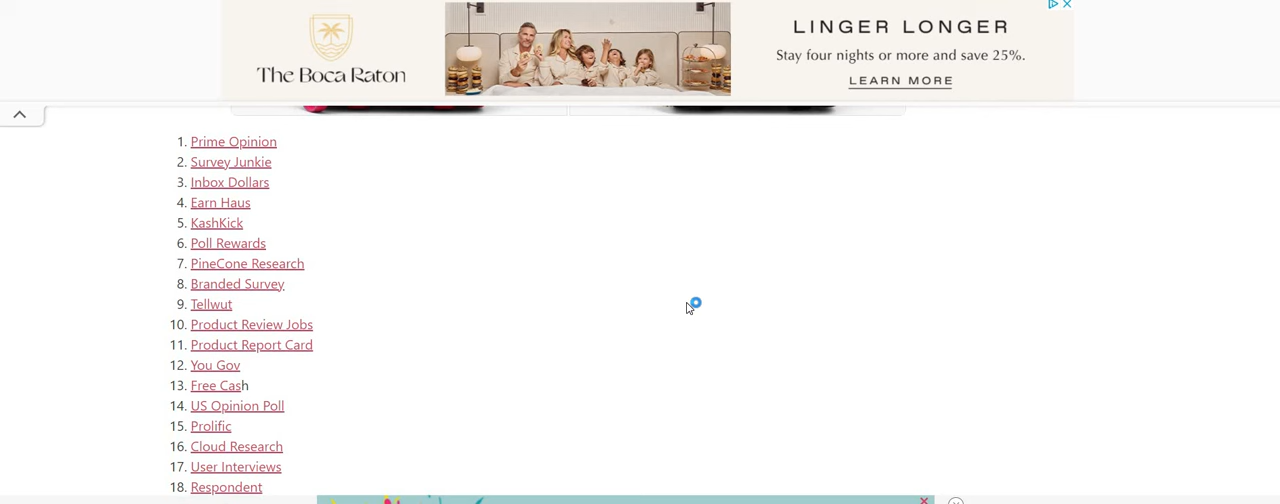 The Boca Raton
LINGER LONGER
Stay four nights or more and save 25%.
LEARN MORE
1. Prime Opinion
2. Survey Junkie
3. Inbox Dollars
4. Earn Haus
5. KashKick
6. Poll Rewards
7. PineCone Research
8. Branded Survey
9. Tellwut
10. Product Review Jobs
11. Product Report Card
12. You Gov
13. Free Cash
14. US Opinion Poll
15. Prolific
16. Cloud Research
17. User Interviews
18. Respondent